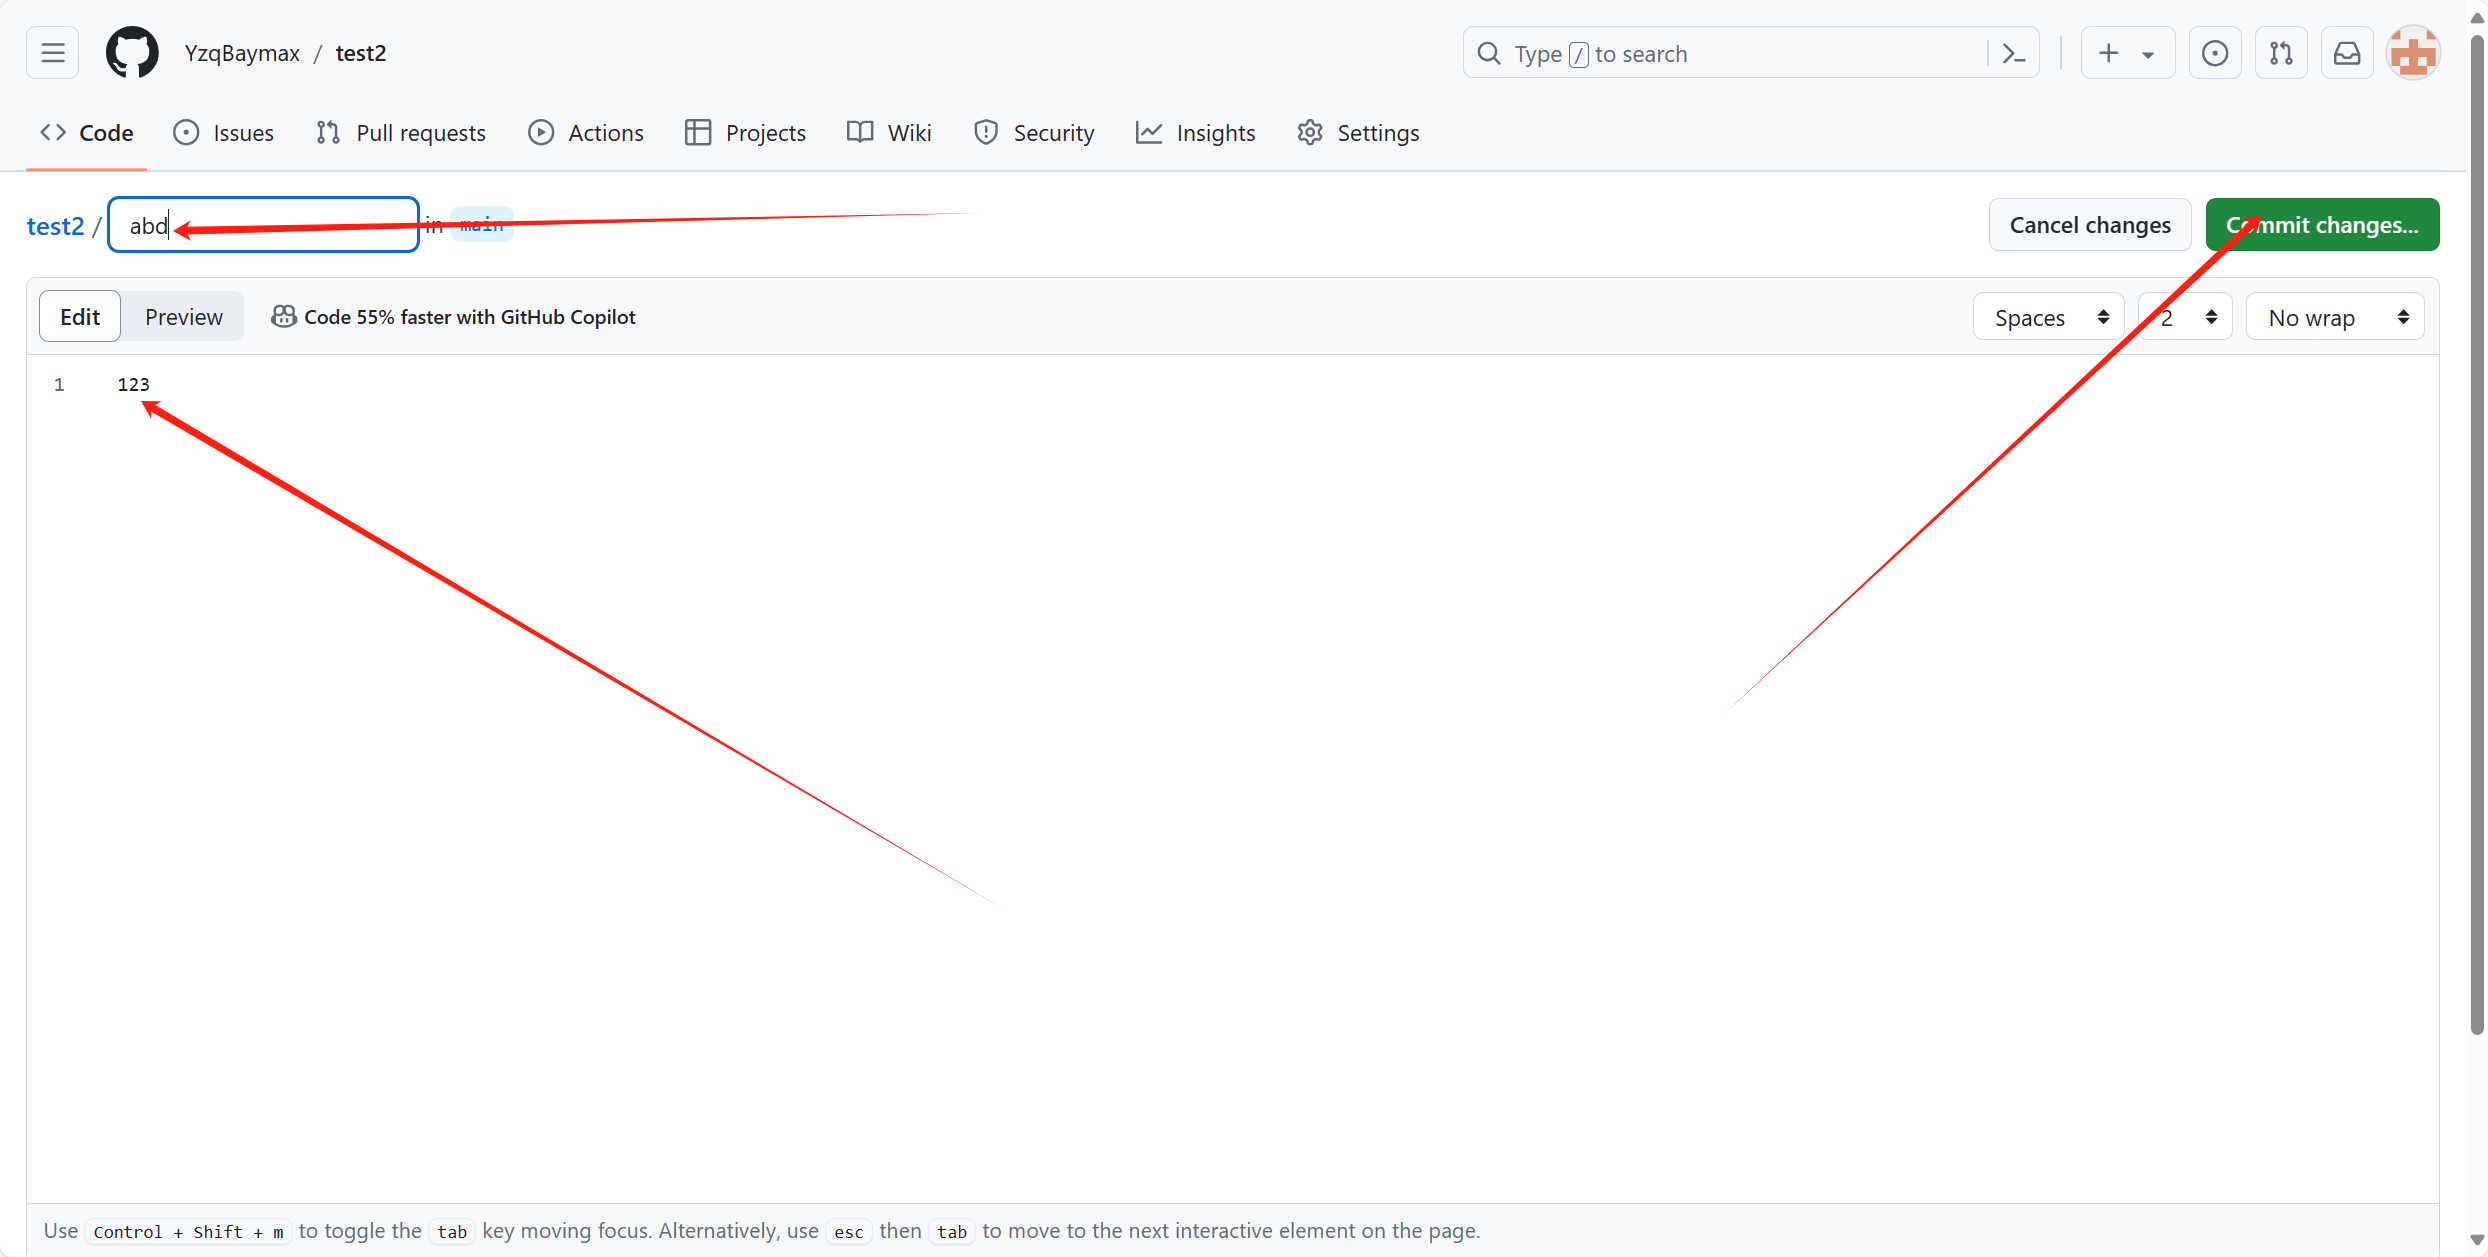 YzqBaymax / test2
Type / to search
Code Issues Pull requests Actions Projects Wiki Security Insights Settings
test2 / abd in main Cancel changes Commit changes...
Edit Preview Code 55% faster with GitHub Copilot Spaces 2 No wrap
1 123
Use Control + Shift + m to toggle the tab key moving focus. Alternatively, use esc then tab to move to the next interactive element on the page.